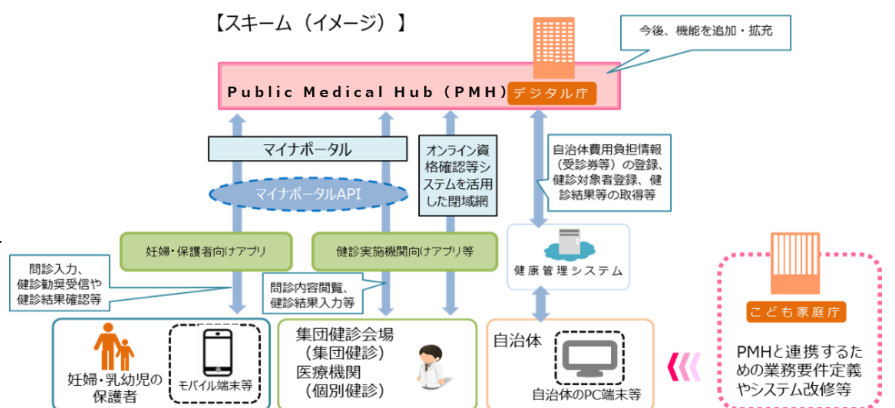 【スキーム（イメージ）】
今後、機能を追加・拡充
Public Medical Hub（PMH）
デジタル庁
マイナポータル
マイナポータルAPI
オンライン資
格確認等シ
ステムを活用
した閉域網
自治体費用負担情報
（受診券等）の登録、
健診対象者登録、健
診結果等の取得等
妊婦・保護者向けアプリ
健診実施機関向けアプリ等
健康管理システム
問診入力、
健診勧奨受信や
健診結果確認等
問診内容閲覧、
健診結果入力等
妊婦・乳幼児の
保護者
モバイル端末等
集団健診会場
（集団健診）
医療機関
（個別健診）
自治体
自治体のPC端末等
こども家庭庁
PMHと連携するた
めの業務要件定義
やシステム改修等